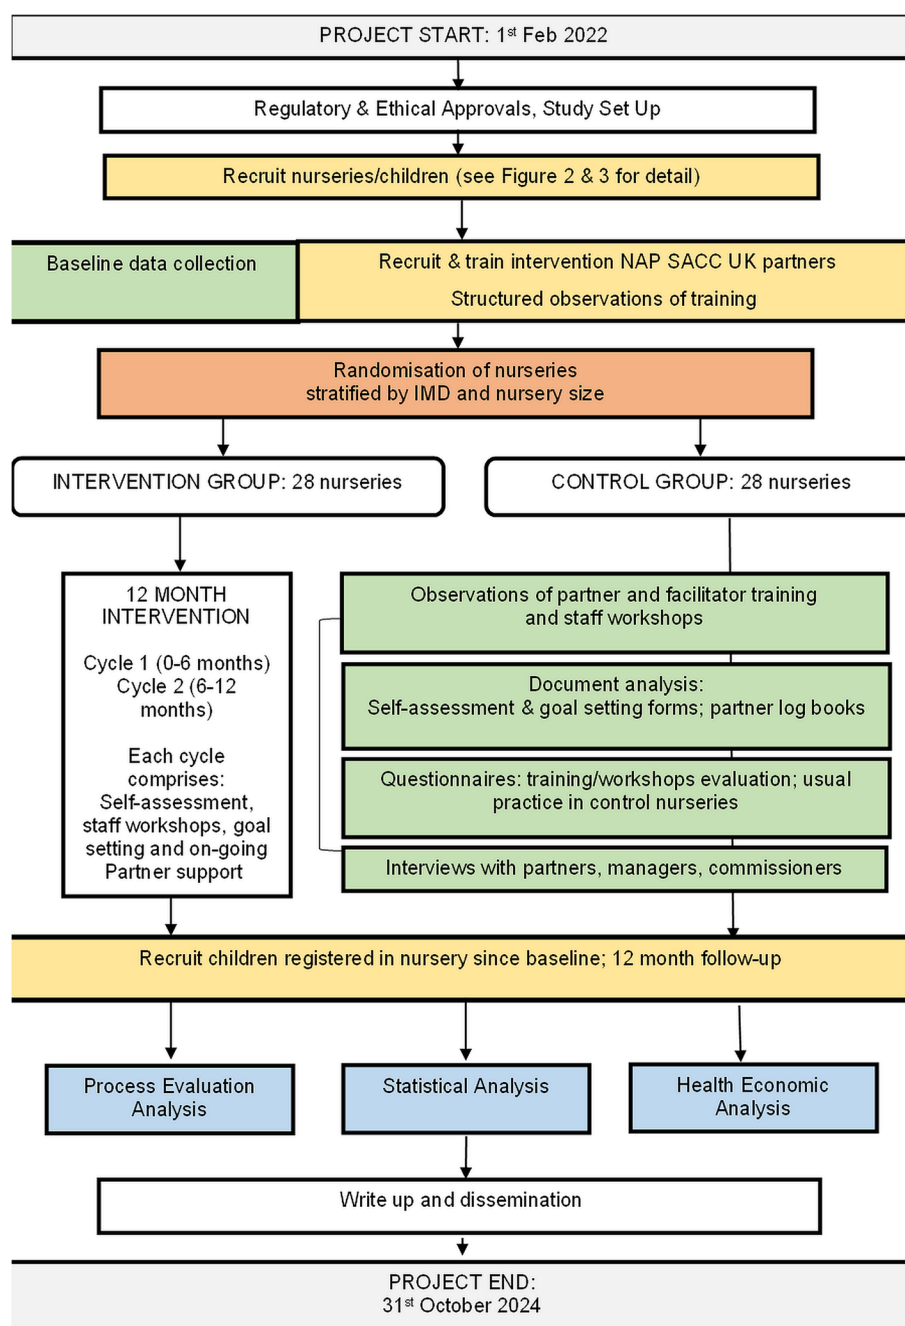 PROJECT START: 1st Feb 2022
Regulatory & Ethical Approvals, Study Set Up
Recruit nurseries/children (see Figure 2 & 3 for detail)
Baseline data collection
Recruit & train intervention NAP SACC UK partners
Structured observations of training
Randomisation of nurseries
stratified by IMD and nursery size
INTERVENTION GROUP: 28 nurseries
CONTROL GROUP: 28 nurseries
12 MONTH
INTERVENTION
Cycle 1 (0-6 months)
Cycle 2 (6-12
months)
Each cycle
comprises:
Self-assessment,
staff workshops, goal
setting and on-going
Partner support
Observations of partner and facilitator training
and staff workshops
Document analysis:
Self-assessment & goal setting forms; partner log books
Questionnaires: training/workshops evaluation; usual
practice in control nurseries
Interviews with partners, managers, commissioners
Recruit children registered in nursery since baseline; 12 month follow-up
Process Evaluation
Analysis
Statistical Analysis
Health Economic
Analysis
Write up and dissemination
PROJECT END:
31st October 2024